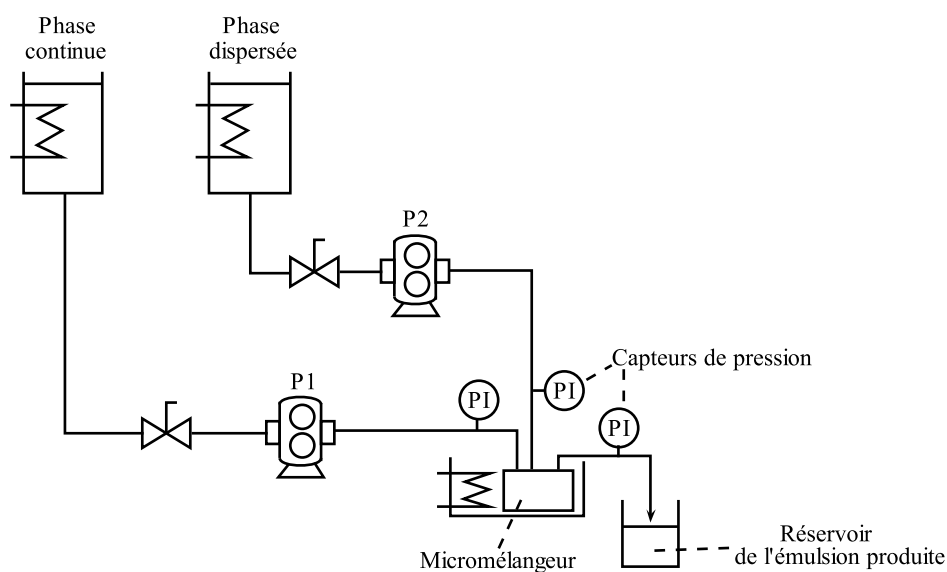 Phase
continue
Phase
dispersée
P2
Capteurs de pression
P1
PI
PI
PI
Micromélangeur
Réservoir
de l'émulsion produite